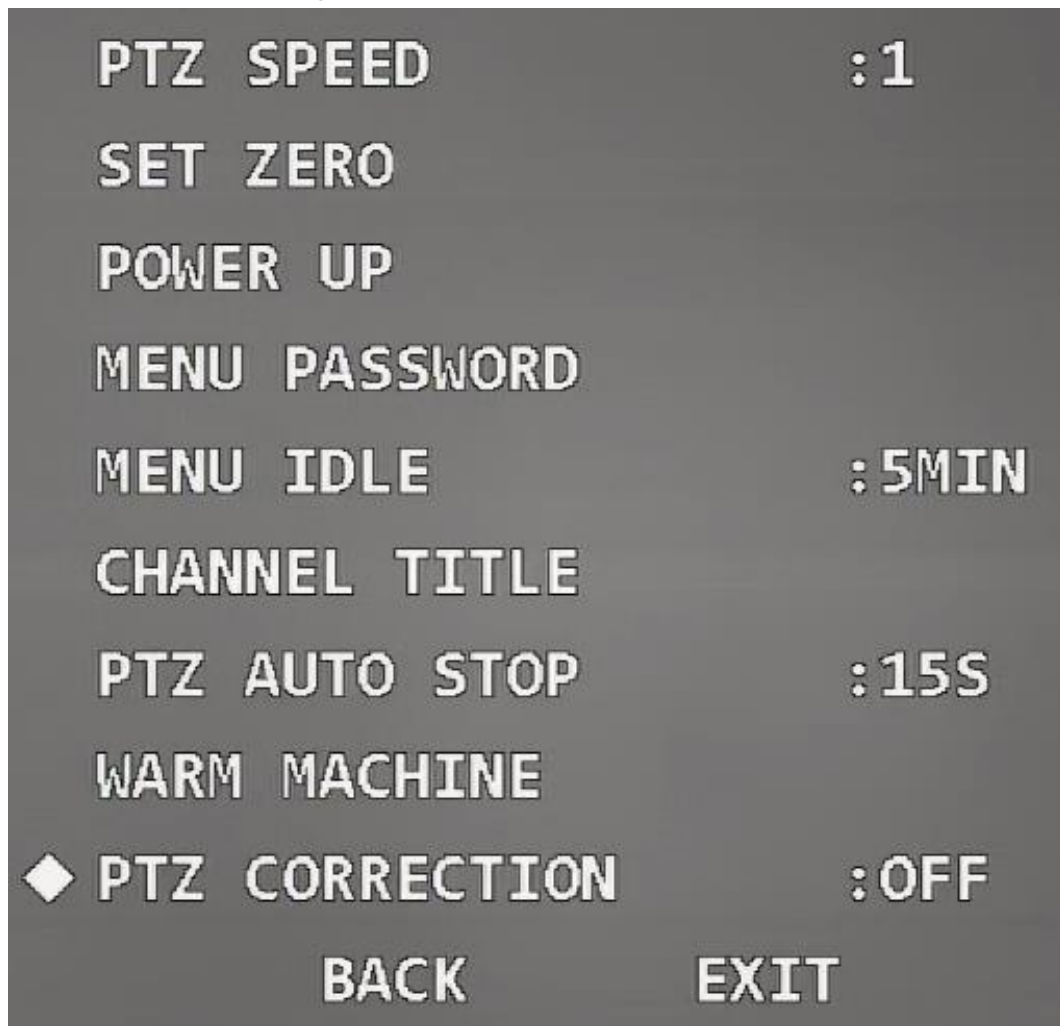 PTZ SPEED :1
SET ZERO
POWER UP
MENU PASSWORD
MENU IDLE :5MIN
CHANNEL TITLE
PTZ AUTO STOP :15S
WARM MACHINE
PTZ CORRECTION :OFF
BACK EXIT